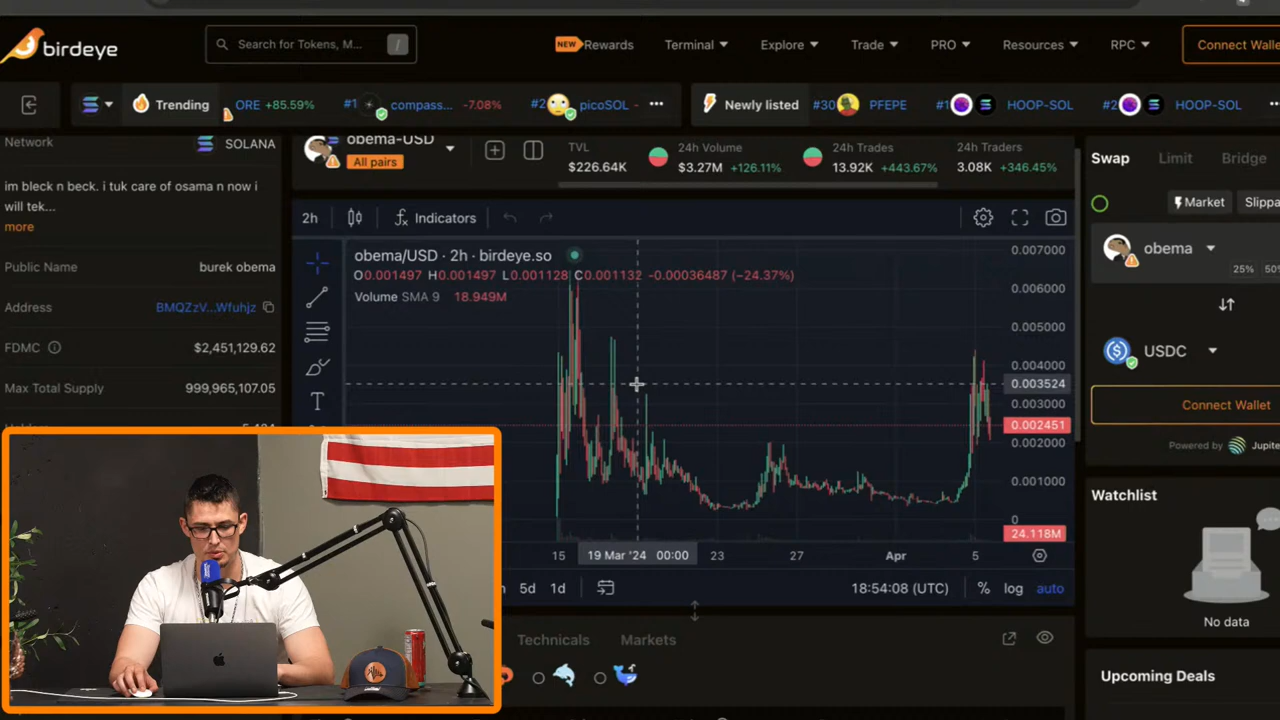 birdeye
Search for Tokens, M...
/
NEW Rewards
Terminal
Explore
Trade
PRO
Resources
RPC
Connect Walle
Trending
ORE +85.59%
#1 compass... -7.08%
#2 picoSOL -
Newly listed
#30 PFEPE
#1 HOOP-SOL
#2 HOOP-SOL
Network
SOLANA
im bleck n beck. i tuk care of osama n now i
will tek...
more
Public Name
burek obema
Address
BMQZzV...Wfuhjz
FDMC
$2,451,129.62
Max Total Supply
999,965,107.05
obema-USD
All pairs
TVL
$226.64K
24h Volume
$3.27M +126.11%
24h Trades
13.92K +443.67%
24h Traders
3.08K +346.45%
2h
Indicators
obema/USD · 2h · birdeye.so
O0.001497 H0.001497 L0.001128 C0.001132 -0.00036487 (−24.37%)
Volume SMA 9 18.949M
T
0.007000
0.006000
0.005000
0.004000
0.003524
0.003000
0.002451
0.002000
0.001000
0
24.118M
15
19 Mar '24 00:00
23
27
Apr
5
5d
1d
18:54:08 (UTC)
%
log
auto
Technicals
Markets
Swap
Limit
Bridge
Market
Slippa
obema
25%
50%
USDC
Connect Wallet
Powered by
Jupite
Watchlist
No data
Upcoming Deals